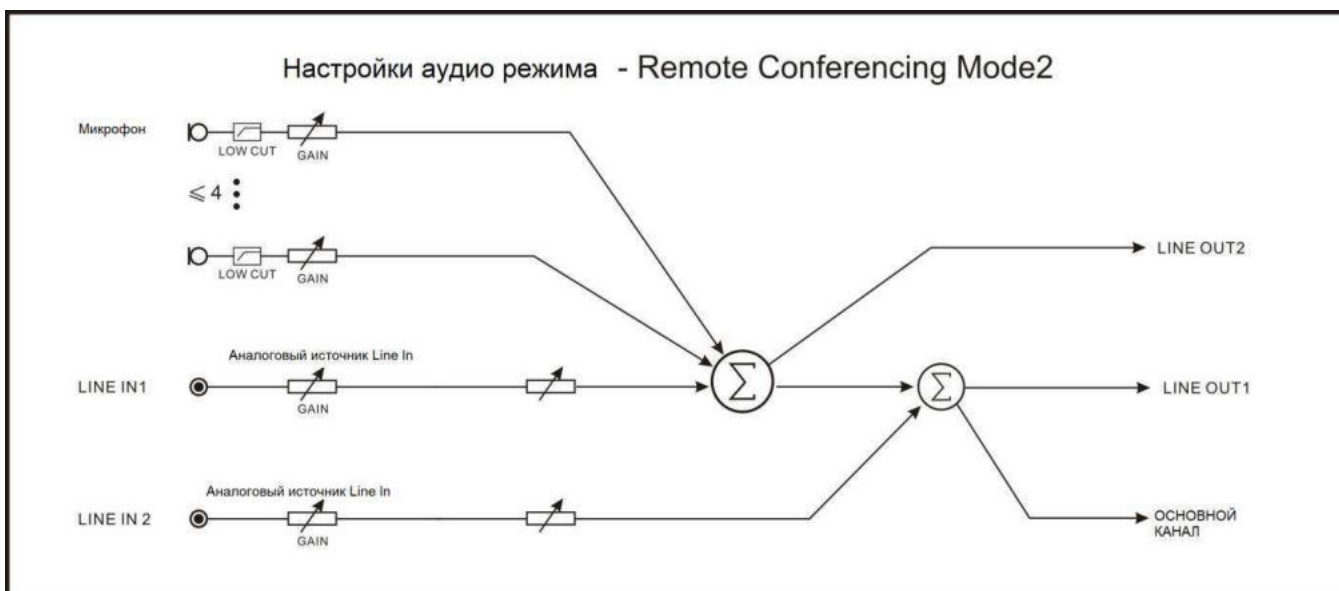 Настройки аудио режима - Remote Conferencing Mode2
Микрофон
LOW CUT
GAIN
⩽ 4
LOW CUT
GAIN
LINE OUT2
Аналоговый источник Line In
LINE IN1
GAIN
Σ
Σ
LINE OUT1
Аналоговый источник Line In
LINE IN 2
GAIN
ОСНОВНОЙ
КАНАЛ